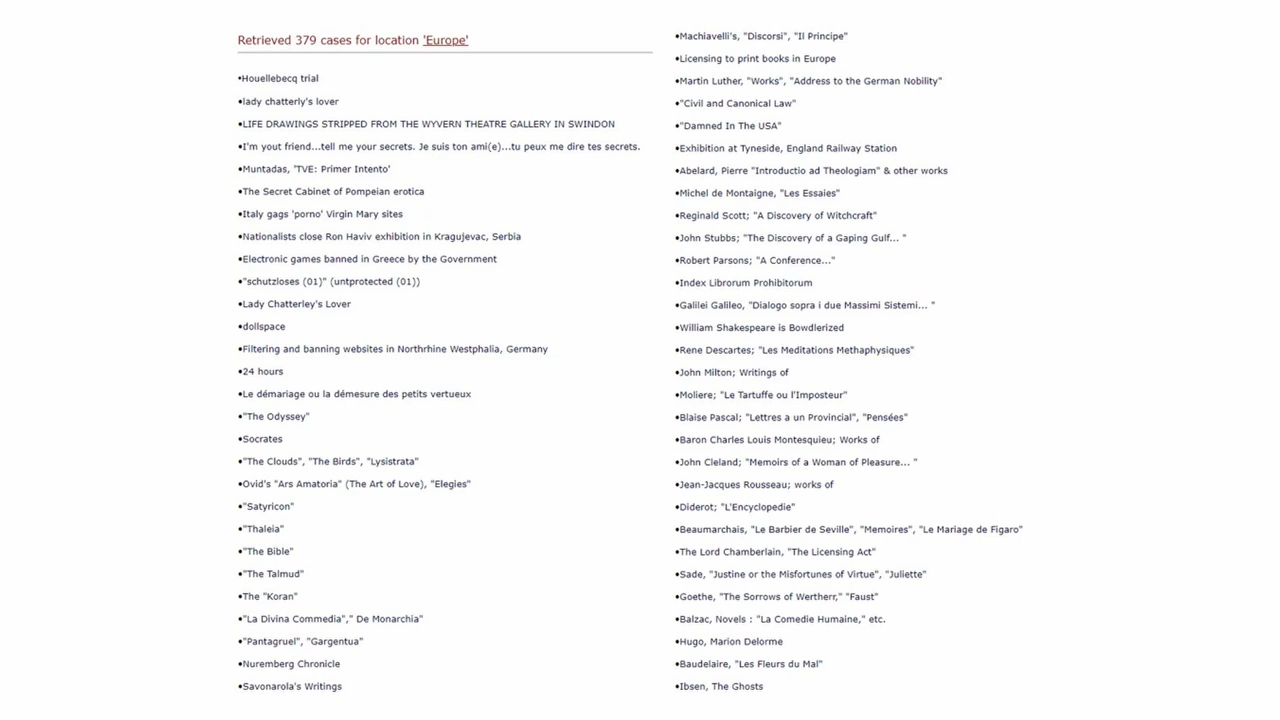 Retrieved 379 cases for location 'Europe'
•Houellebecq trial
•lady chatterly's lover
•LIFE DRAWINGS STRIPPED FROM THE WYVERN THEATRE GALLERY IN SWINDON
•I'm yout friend...tell me your secrets. Je suis ton ami(e)...tu peux me dire tes secrets.
•Muntadas, 'TVE: Primer Intento'
•The Secret Cabinet of Pompeian erotica
•Italy gags 'porno' Virgin Mary sites
•Nationalists close Ron Haviv exhibition in Kragujevac, Serbia
•Electronic games banned in Greece by the Government
•"schutzloses (01)" (untprotected (01))
•Lady Chatterley's Lover
•dollspace
•Filtering and banning websites in Northrhine Westphalia, Germany
•24 hours
•Le démariage ou la démesure des petits vertueux
•"The Odyssey"
•Socrates
•"The Clouds", "The Birds", "Lysistrata"
•Ovid's "Ars Amatoria" (The Art of Love), "Elegies"
•"Satyricon"
•"Thaleia"
•"The Bible"
•"The Talmud"
•The "Koran"
•"La Divina Commedia"," De Monarchia"
•"Pantagruel", "Gargentua"
•Nuremberg Chronicle
•Savonarola's Writings
•Machiavelli's, "Discorsi", "Il Principe"
•Licensing to print books in Europe
•Martin Luther, "Works", "Address to the German Nobility"
•"Civil and Canonical Law"
•"Damned In The USA"
•Exhibition at Tyneside, England Railway Station
•Abelard, Pierre "Introductio ad Theologiam" & other works
•Michel de Montaigne, "Les Essaies"
•Reginald Scott; "A Discovery of Witchcraft"
•John Stubbs; "The Discovery of a Gaping Gulf... "
•Robert Parsons; "A Conference..."
•Index Librorum Prohibitorum
•Galilei Galileo, "Dialogo sopra i due Massimi Sistemi... "
•William Shakespeare is Bowdlerized
•Rene Descartes; "Les Meditations Methaphysiques"
•John Milton; Writings of
•Moliere; "Le Tartuffe ou l'Imposteur"
•Blaise Pascal; "Lettres a un Provincial", "Pensées"
•Baron Charles Louis Montesquieu; Works of
•John Cleland; "Memoirs of a Woman of Pleasure... "
•Jean-Jacques Rousseau; works of
•Diderot; "L'Encyclopedie"
•Beaumarchais, "Le Barbier de Seville", "Memoires", "Le Mariage de Figaro"
•The Lord Chamberlain, "The Licensing Act"
•Sade, "Justine or the Misfortunes of Virtue", "Juliette"
•Goethe, "The Sorrows of Wertherr," "Faust"
•Balzac, Novels : "La Comedie Humaine," etc.
•Hugo, Marion Delorme
•Baudelaire, "Les Fleurs du Mal"
•Ibsen, The Ghosts